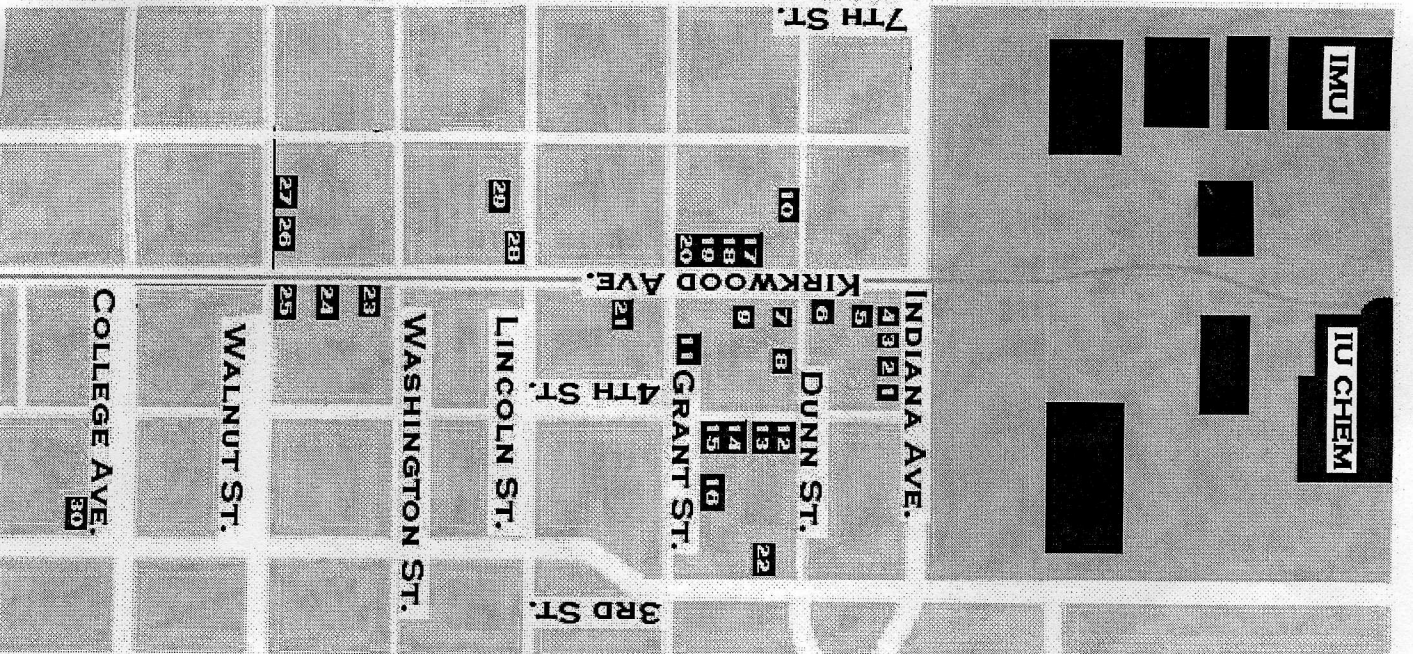 7TH ST.
IMU
27
29
10
26
28
20
19
18
17
KIRKWOOD AVE.
25
24
23
21
9
7
6
5
4
3
2
1
11
8
COLLEGE AVE.
WALNUT ST.
WASHINGTON ST.
LINCOLN ST.
4TH ST.
GRANT ST.
DUNN ST.
INDIANA AVE.
IU CHEM
15
14
13
12
16
30
22
3RD ST.